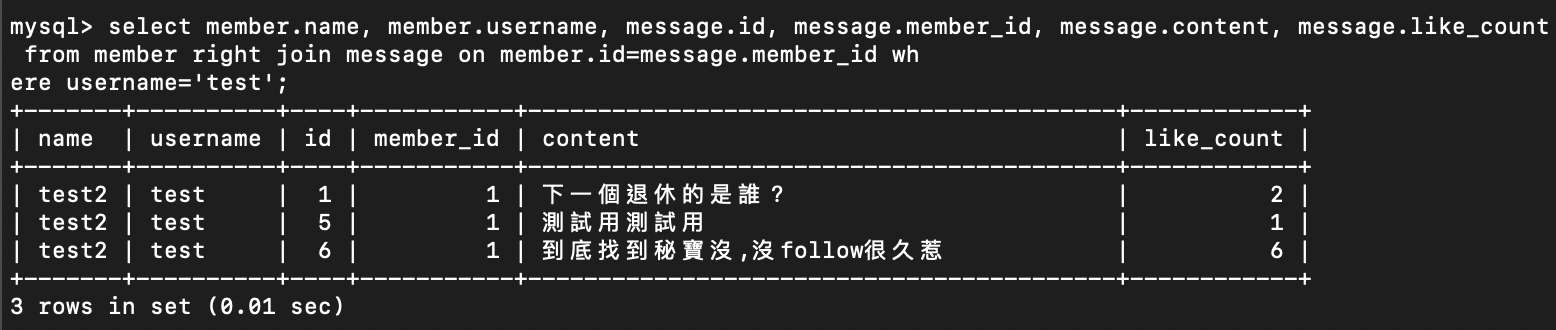 mysql> select member.name, member.username, message.id, message.member_id, message.content, message.like_count
 from member right join message on member.id=message.member_id wh
ere username='test';
+-------+----------+----+-----------+------------------------------------------+------------+
| name  | username | id | member_id | content                                  | like_count |
+-------+----------+----+-----------+------------------------------------------+------------+
| test2 | test     |  1 |         1 | 下一個退休的是誰？                        |          2 |
| test2 | test     |  5 |         1 | 測試用測試用                              |          1 |
| test2 | test     |  6 |         1 | 到底找到秘寶沒,沒follow很久惹             |          6 |
+-------+----------+----+-----------+------------------------------------------+------------+
3 rows in set (0.01 sec)